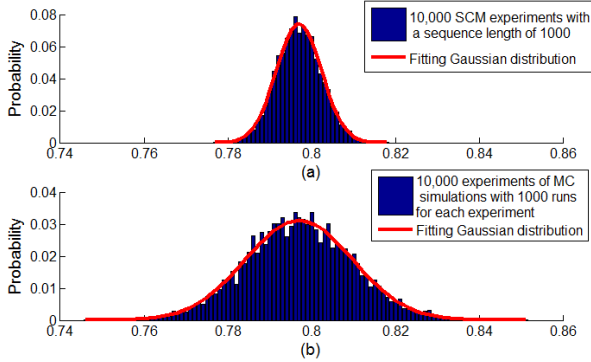 0.08
0.06
0.04
0.02
0
Probability
10,000 SCM experiments with
a sequence length of 1000
Fitting Gaussian distribution
0.74 0.76 0.78 0.8 0.82 0.84 0.86
(a)
0.04
0.03
0.02
0.01
0
Probability
10,000 experiments of MC
simulations with 1000 runs
for each experiment
Fitting Gaussian distribution
0.74 0.76 0.78 0.8 0.82 0.84 0.86
(b)